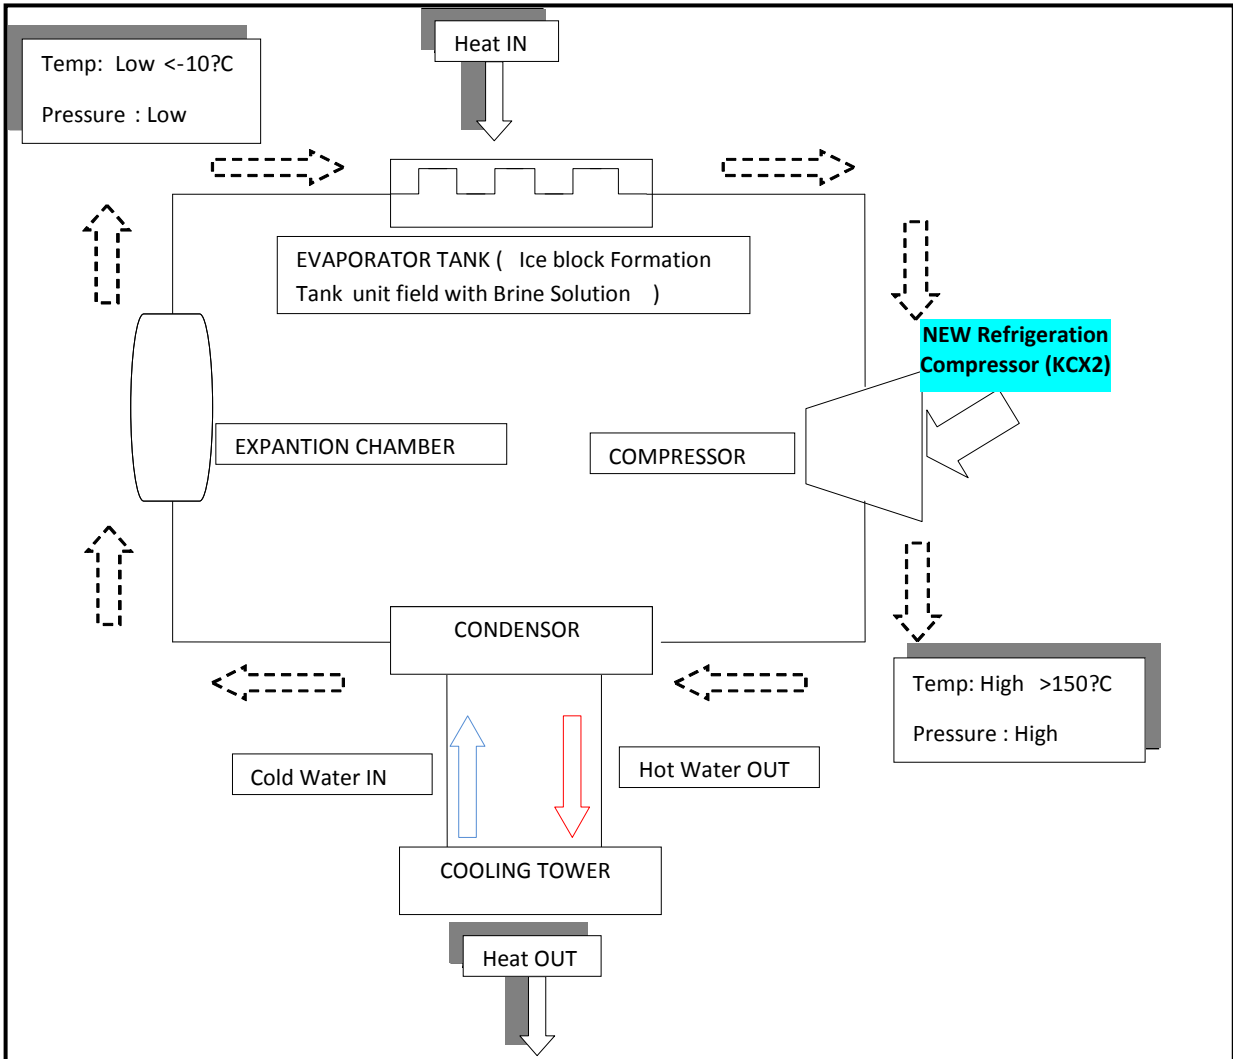 Heat IN
Temp: Low <-10?C
Pressure : Low
EVAPORATOR TANK ( Ice block Formation
Tank unit field with Brine Solution )
NEW Refrigeration
Compressor (KCX2)
EXPANTION CHAMBER
COMPRESSOR
CONDENSOR
Temp: High >150?C
Pressure : High
Cold Water IN
Hot Water OUT
COOLING TOWER
Heat OUT